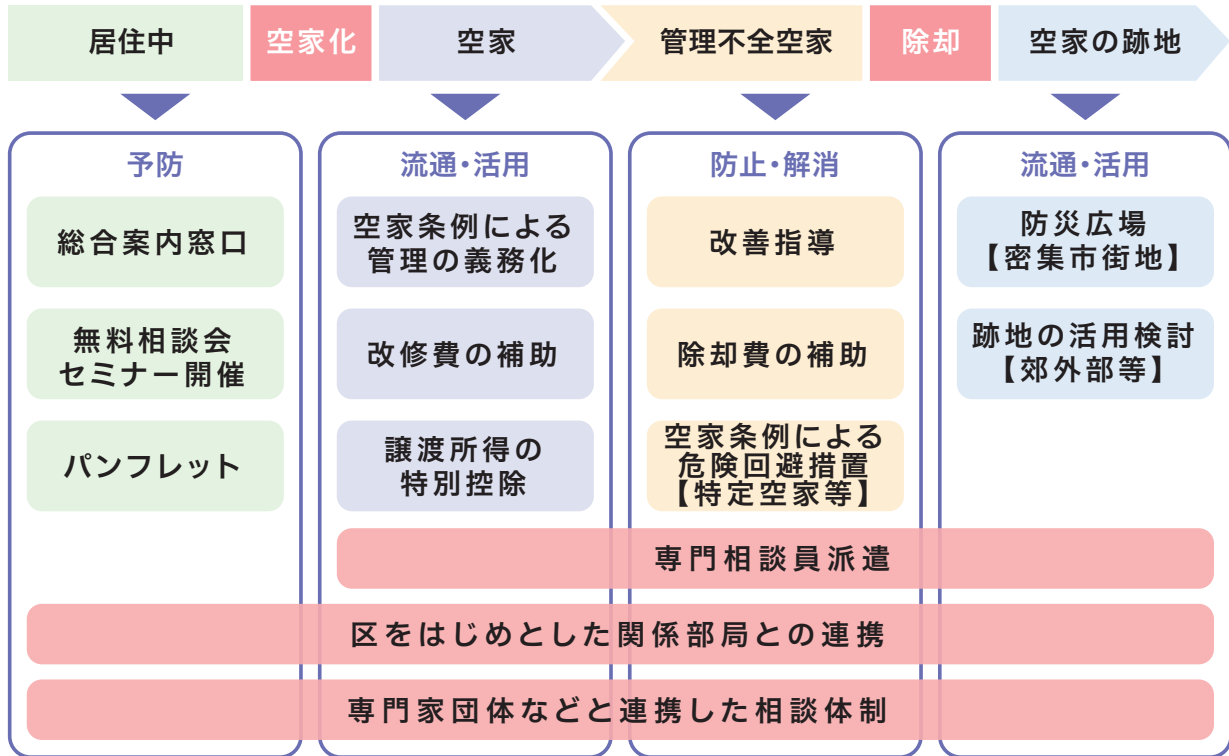 居住中
空家化
空家
管理不全空家
除却
空家の跡地
予防
総合案内窓口
無料相談会
セミナー開催
パンフレット
流通・活用
空家条例による
管理の義務化
改修費の補助
譲渡所得の
特別控除
防止・解消
改善指導
除却費の補助
空家条例による
危険回避措置
【特定空家等】
流通・活用
防災広場
【密集市街地】
跡地の活用検討
【郊外部等】
専門相談員派遣
区をはじめとした関係部局との連携
専門家団体などと連携した相談体制